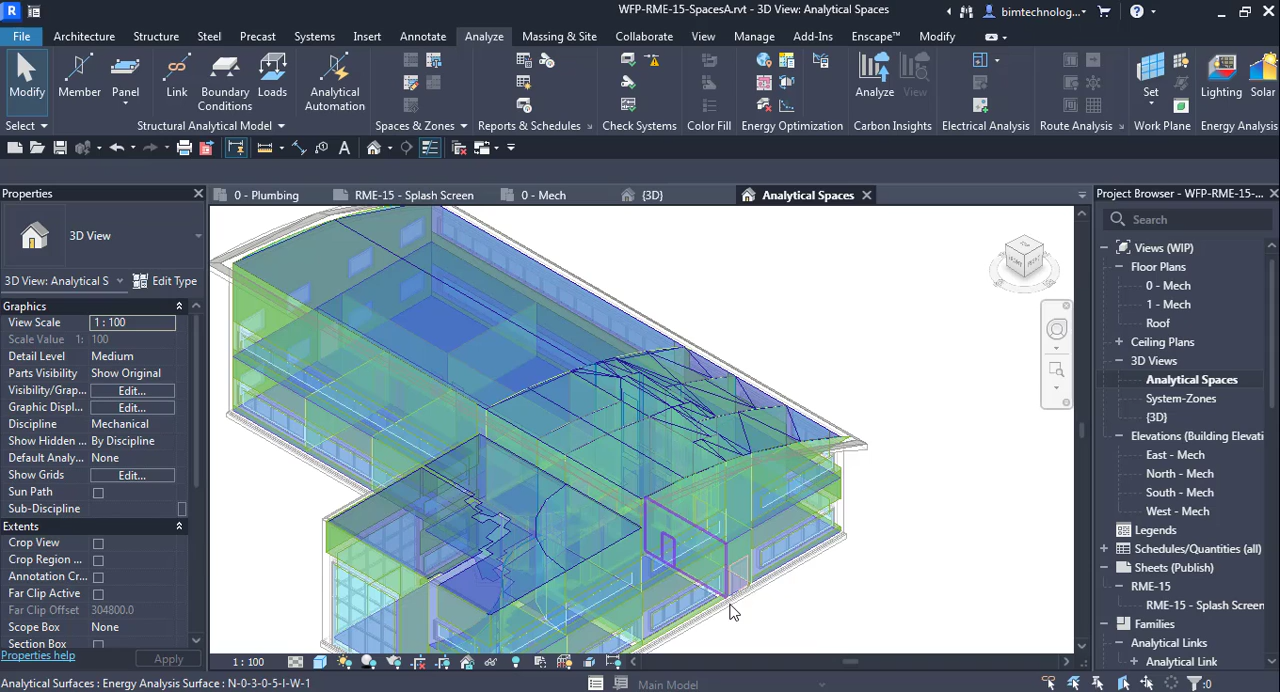 WFP-RME-15-SpacesA.rvt - 3D View: Analytical Spaces
bimtechnolog...
File Architecture Structure Steel Precast Systems Insert Annotate Analyze Massing & Site Collaborate View Manage Add-Ins Enscape™ Modify
Modify Member Panel Link Boundary Conditions Loads Analytical Automation Analyze View Set Lighting Solar
Select Structural Analytical Model Spaces & Zones Reports & Schedules Check Systems Color Fill Energy Optimization Carbon Insights Electrical Analysis Route Analysis Work Plane Energy Analysis
Properties
0 - Plumbing RME-15 - Splash Screen 0 - Mech {3D} Analytical Spaces
Project Browser - WFP-RME-15-...
3D View
3D View: Analytical S Edit Type
Graphics
View Scale 1 : 100
Scale Value 1: 100
Detail Level Medium
Parts Visibility Show Original
Visibility/Grap... Edit...
Graphic Displ... Edit...
Discipline Mechanical
Show Hidden ... By Discipline
Default Analy... None
Show Grids Edit...
Sun Path
Sub-Discipline
Extents
Crop View
Crop Region ...
Annotation Cr...
Far Clip Active
Far Clip Offset 304800.0
Scope Box None
Section Box
Properties help Apply
Search
Views (WIP)
Floor Plans
0 - Mech
1 - Mech
Roof
Ceiling Plans
3D Views
Analytical Spaces
System-Zones
{3D}
Elevations (Building Elevati
East - Mech
North - Mech
South - Mech
West - Mech
Legends
Schedules/Quantities (all)
Sheets (Publish)
RME-15
RME-15 - Splash Screen
Families
Analytical Links
Analytical Link
1 : 100
Analytical Surfaces : Energy Analysis Surface : N-0-3-0-5-I-W-1
Main Model
:0